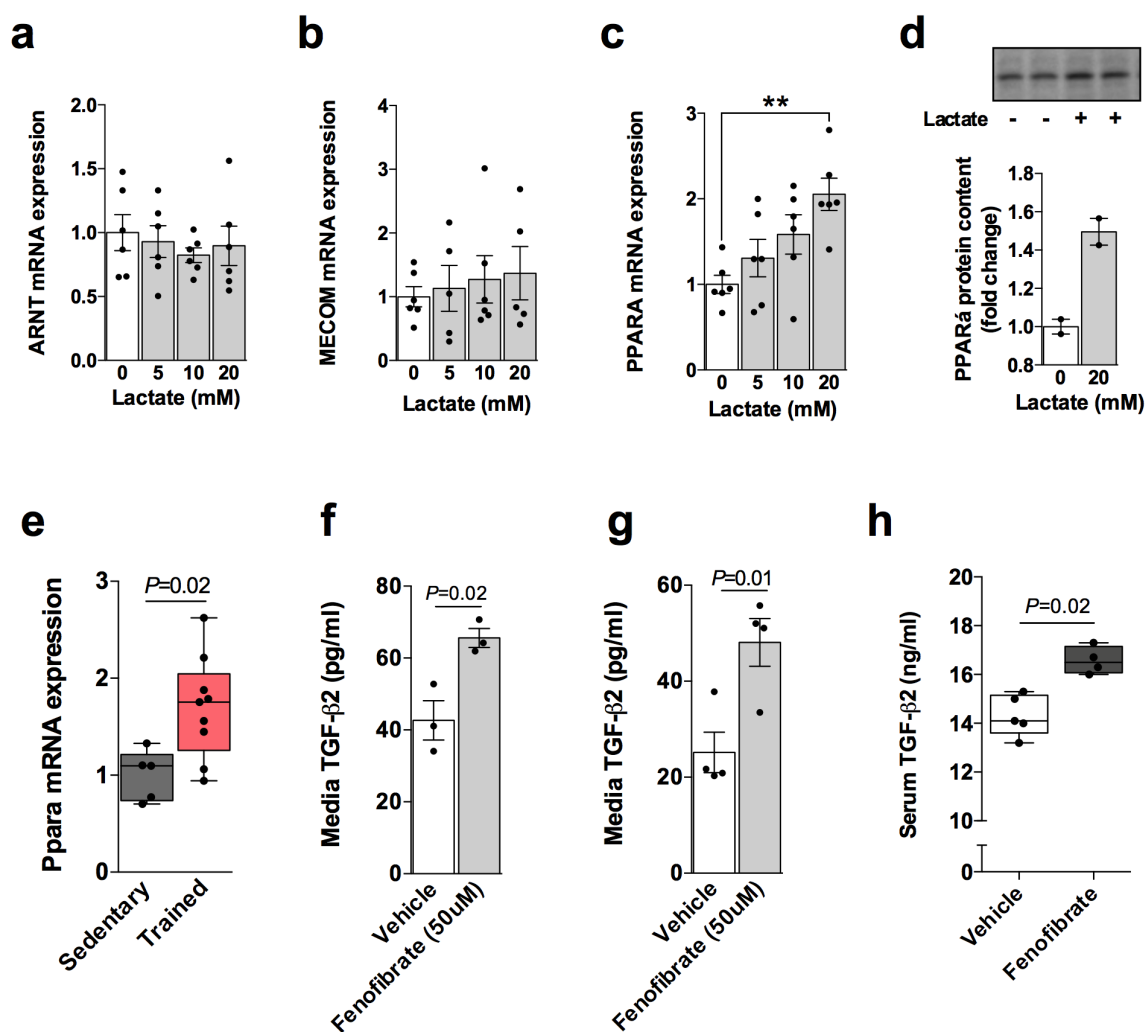 a
ARNT mRNA expression
2.0
1.5
1.0
0.5
0.0
0 5 10 20
Lactate (mM)
b
MECOM mRNA expression
4
3
2
1
0
0 5 10 20
Lactate (mM)
c
PPARA mRNA expression
3
2
1
0
**
0 5 10 20
Lactate (mM)
d
Lactate - - + +
PPARá protein content
(fold change)
1.8
1.6
1.4
1.2
1.0
0.8
0 20
Lactate (mM)
e
Ppara mRNA expression
3
2
1
0
P=0.02
Sedentary
Trained
f
Media TGF-β2 (pg/ml)
80
60
40
20
0
P=0.02
Vehicle
Fenofibrate (50uM)
g
Media TGF-β2 (pg/ml)
60
40
20
0
P=0.01
Vehicle
Fenofibrate (50uM)
h
Serum TGF-β2 (ng/ml)
20
18
16
14
12
10
0
P=0.02
Vehicle
Fenofibrate